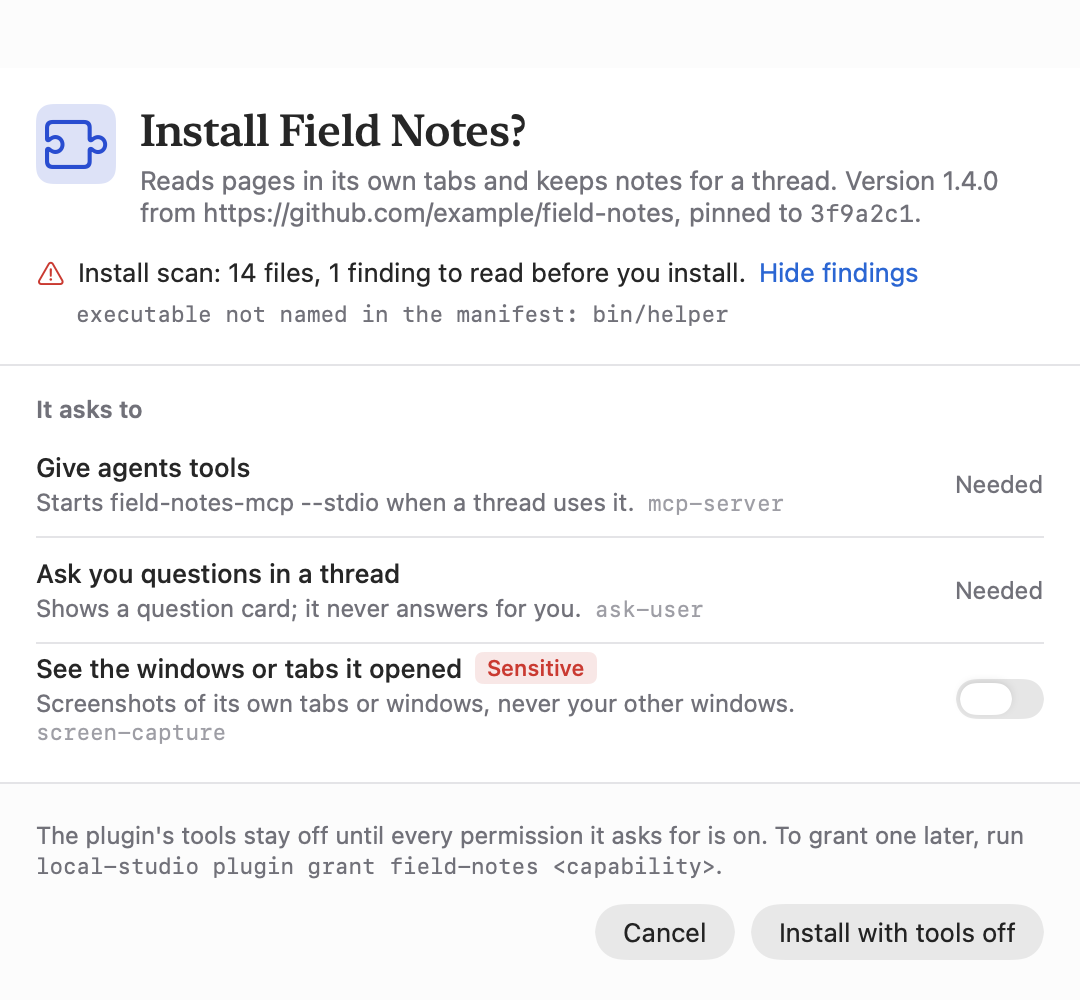 Install Field Notes?
Reads pages in its own tabs and keeps notes for a thread. Version 1.4.0
from https://github.com/example/field-notes, pinned to 3f9a2c1.
Install scan: 14 files, 1 finding to read before you install. Hide findings
executable not named in the manifest: bin/helper
It asks to
Give agents tools
Starts field-notes-mcp --stdio when a thread uses it. mcp-server
Needed
Ask you questions in a thread
Shows a question card; it never answers for you. ask-user
Needed
See the windows or tabs it opened Sensitive
Screenshots of its own tabs or windows, never your other windows.
screen-capture
The plugin's tools stay off until every permission it asks for is on. To grant one later, run
local-studio plugin grant field-notes <capability>.
Cancel Install with tools off